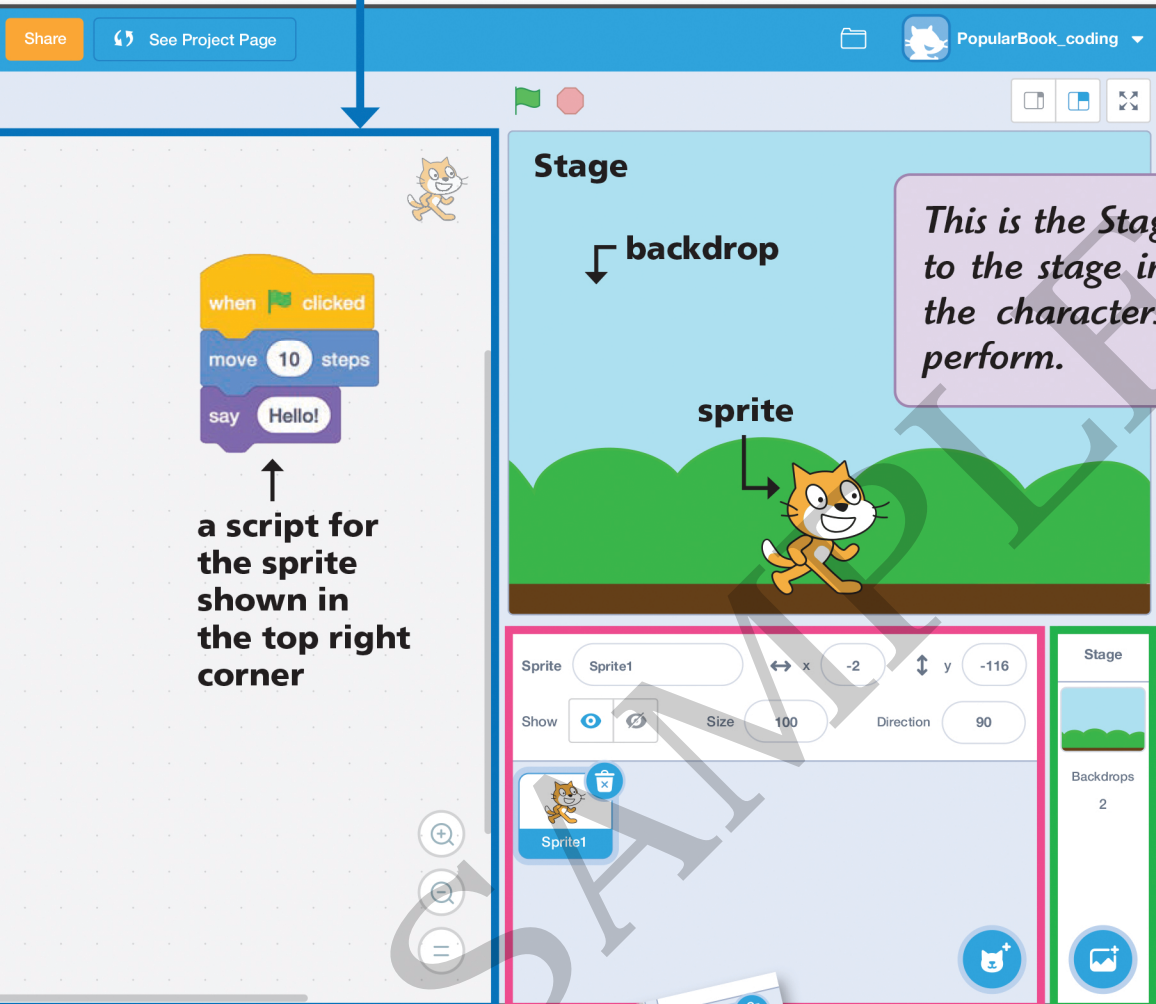 Share
See Project Page
PopularBook_coding
Stage
backdrop
This is the Stag
to the stage in
the characters
perform.
when clicked
move 10 steps
say Hello!
sprite
a script for
the sprite
shown in
the top right
corner
Sprite Sprite1 x -2 y -116
Show Size 100 Direction 90
Sprite1
Stage
Backdrops
2
SAMPLE